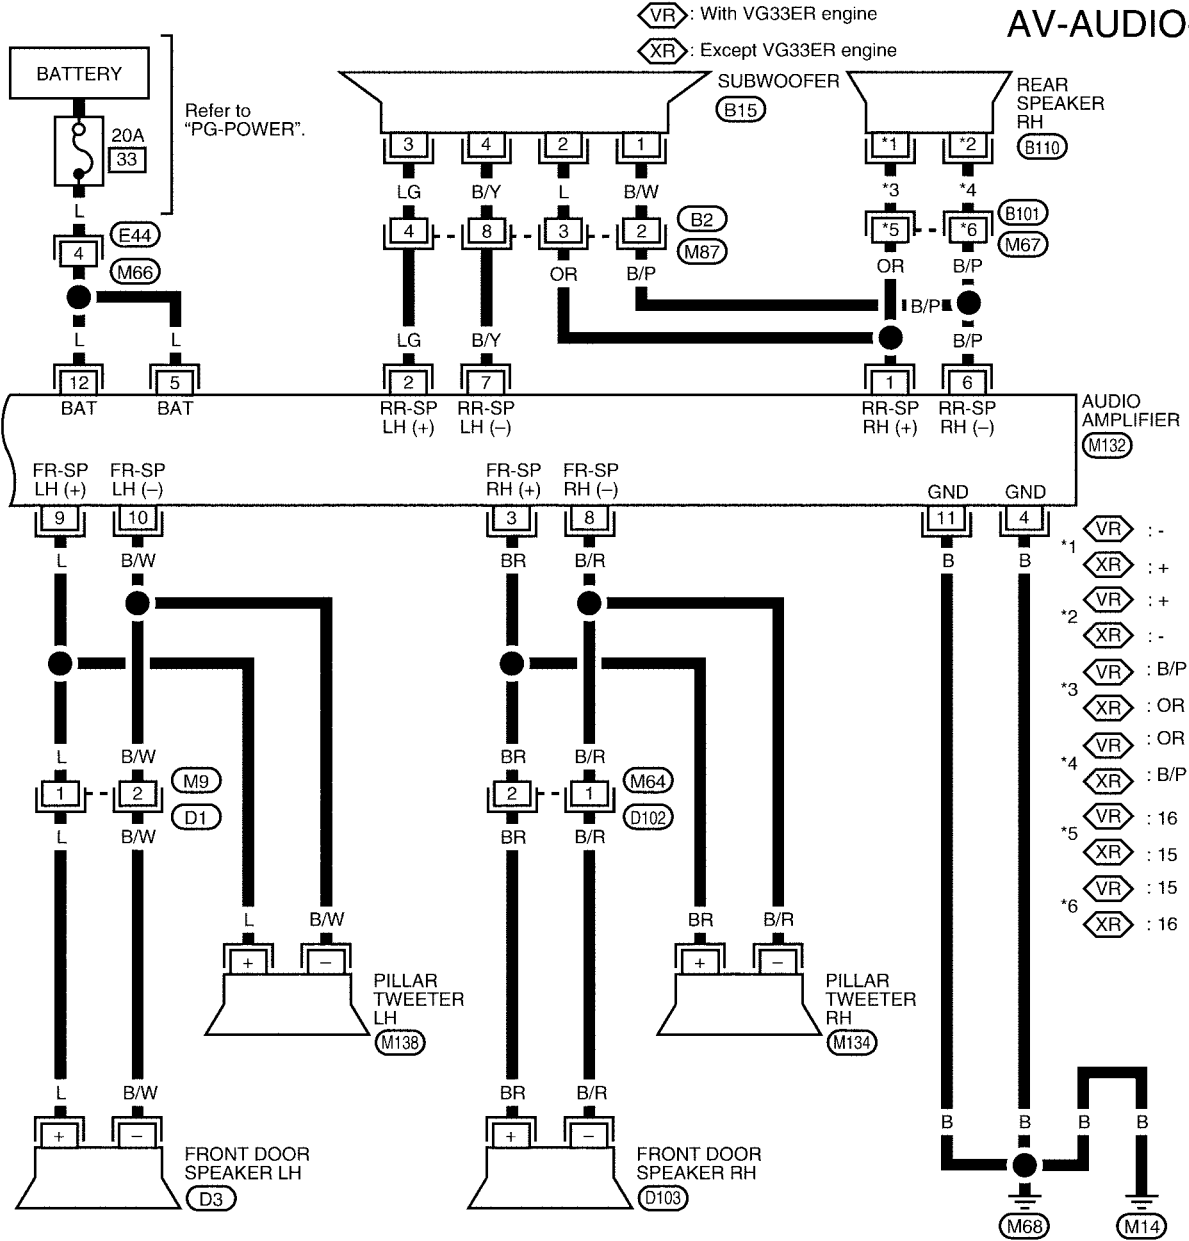 VR : With VG33ER engine
XR : Except VG33ER engine
AV-AUDIO-
BATTERY
Refer to
"PG-POWER".
20A
33
L
4
E44
M66
SUBWOOFER
B15
REAR
SPEAKER
RH
B110
3 4 2 1 *1 *2
LG B/Y L B/W *3 *4
4 8 3 2 *5 *6
B2
M87
B101
M67
OR B/P OR B/P
B/P
L L LG B/Y B/P
12 5 2 7 1 6
BAT BAT
RR-SP RR-SP RR-SP RR-SP
LH (+) LH (–) RH (+) RH (–)
AUDIO
AMPLIFIER
M132
FR-SP FR-SP FR-SP FR-SP
LH (+) LH (–) RH (+) RH (–)
GND GND
9 10 3 8 11 4
L B/W BR B/R B B
*1 VR : -
XR : +
*2 VR : +
XR : -
*3 VR : B/P
XR : OR
*4 VR : OR
XR : B/P
*5 VR : 16
XR : 15
*6 VR : 15
XR : 16
L B/W BR B/R
1 2 2 1
M9
D1
M64
D102
L B/W BR B/R
L B/W BR B/R
+ – + –
PILLAR
TWEETER
LH
M138
PILLAR
TWEETER
RH
M134
L B/W BR B/R
+ – + –
B B B B
FRONT DOOR
SPEAKER LH
D3
FRONT DOOR
SPEAKER RH
D103
M68
M14